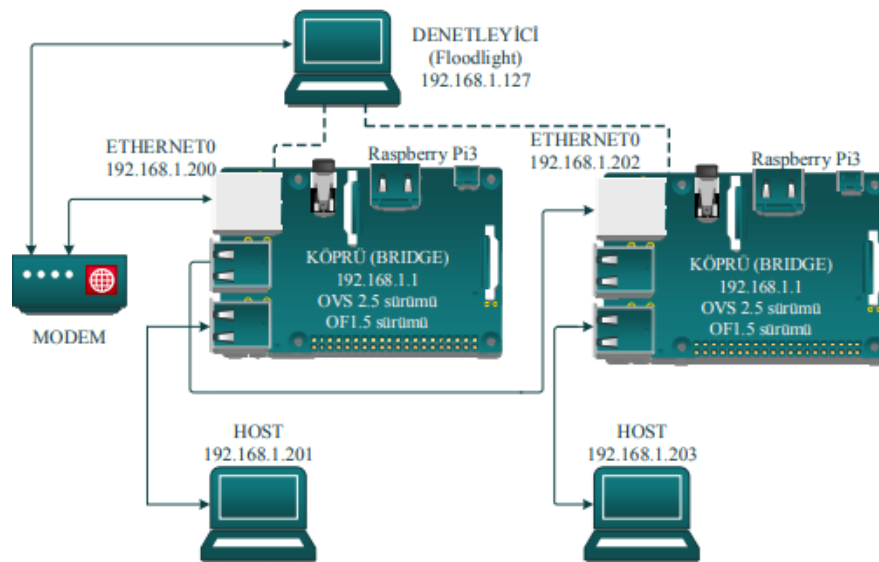 DENETLEYİCİ
(Floodlight)
192.168.1.127
ETHERNET0
192.168.1.200
Raspberry Pi3
ETHERNET0
192.168.1.202
Raspberry Pi3
KÖPRÜ (BRIDGE)
192.168.1.1
OVS 2.5 sürümü
OF1.5 sürümü
KÖPRÜ (BRIDGE)
192.168.1.1
OVS 2.5 sürümü
OF1.5 sürümü
MODEM
HOST
192.168.1.201
HOST
192.168.1.203